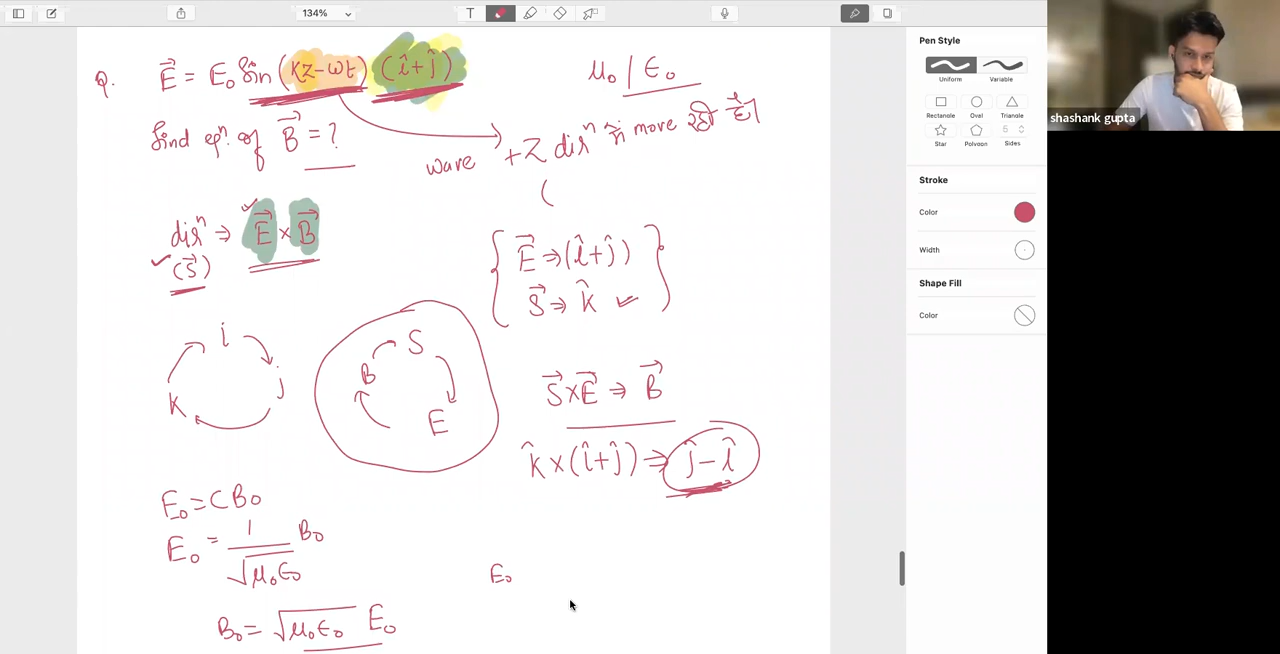 134%
T
Q. E⃗ = E₀ Sin (kz-ωt) (î+ĵ)
μ₀ / ε₀
find eqⁿ. of B⃗ = ?
wave +Z dirⁿ में move
(
dirⁿ ⇒ E⃗ × B⃗
(S⃗)
E⃗ ⇒ (î+ĵ)
S⃗ ⇒ k̂ ✓
i
j
K
S
B
E
S⃗×E⃗ ⇒ B⃗
k̂ × (î+ĵ) ⇒ ĵ-î
E₀ = CB₀
E₀ = 1/√μ₀ε₀ B₀
E₀
B₀ = √μ₀ε₀ E₀
Pen Style
Uniform
Variable
Rectangle
Oval
Triangle
5
Star
Polygon
Sides
Stroke
Color
Width
Shape Fill
Color
shashank gupta